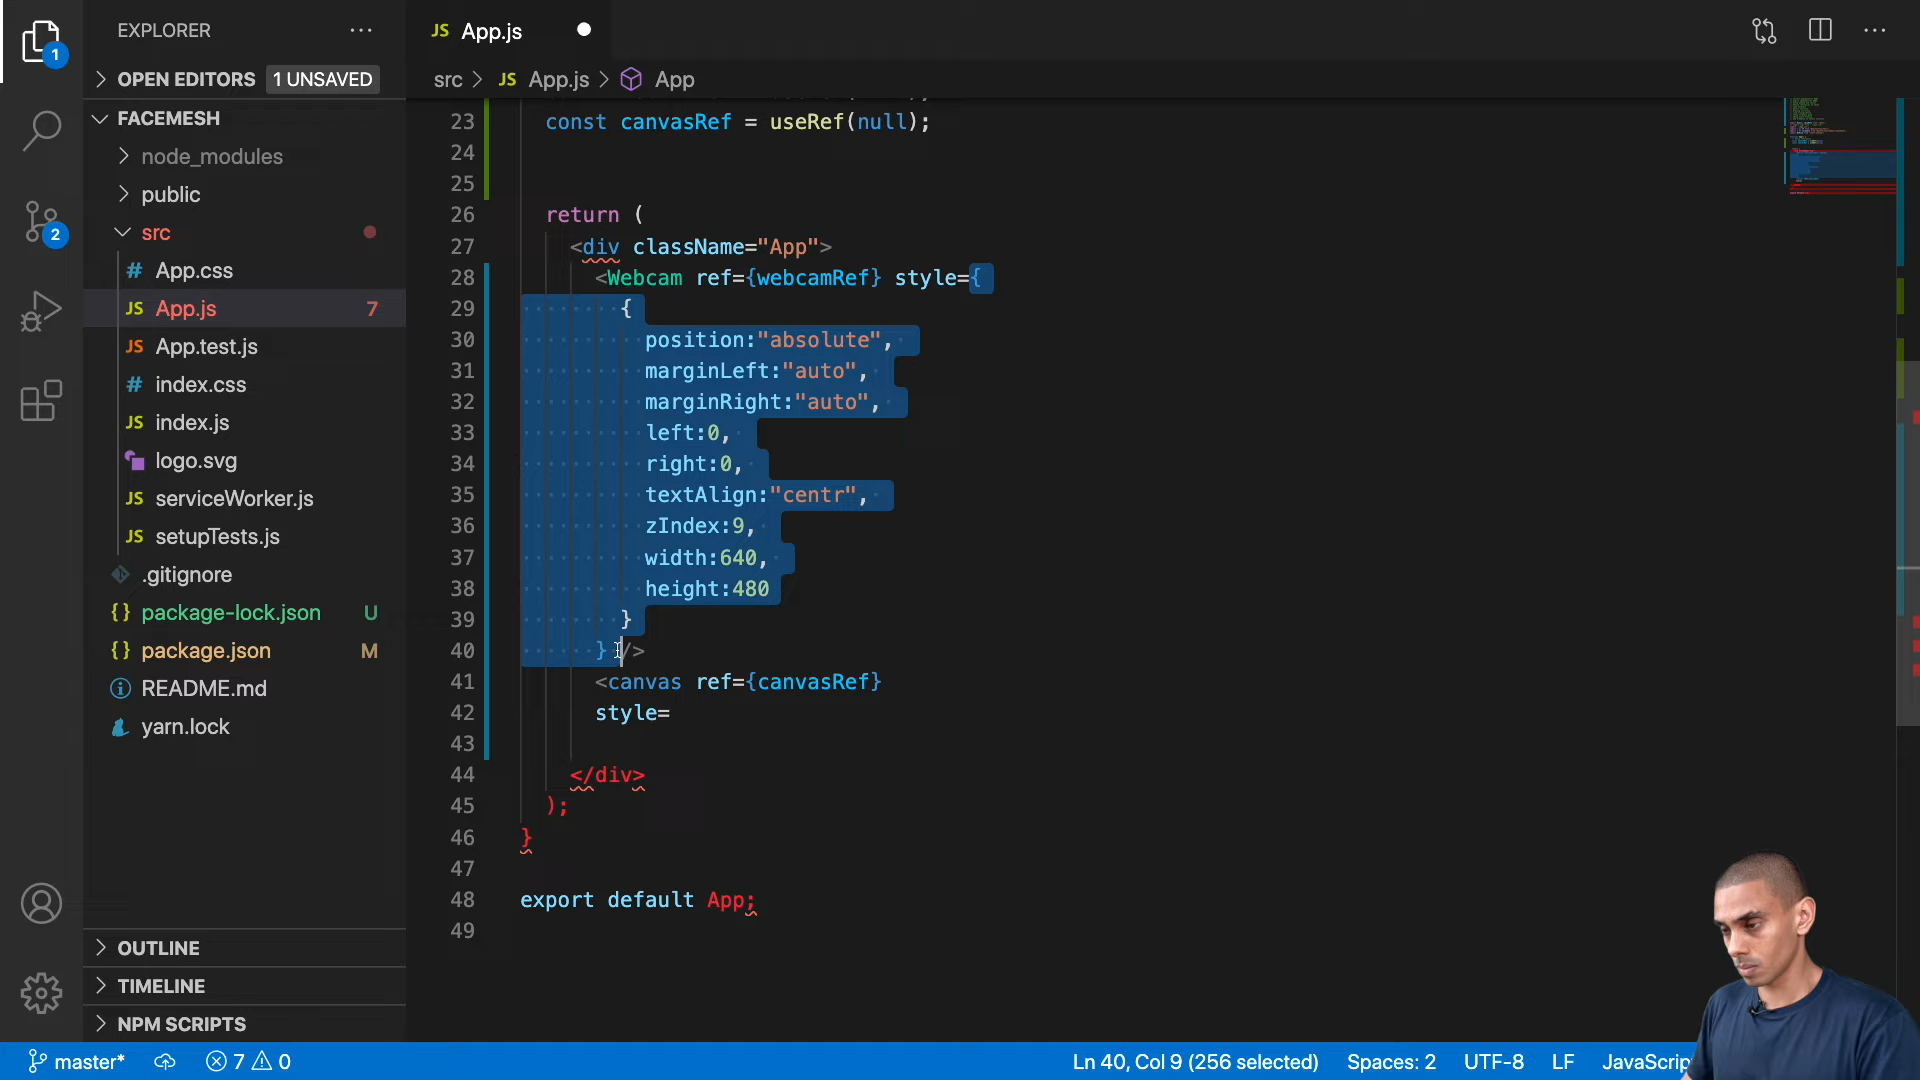 EXPLORER
OPEN EDITORS 1 UNSAVED
FACEMESH
node_modules
public
src
# App.css
JS App.js 7
JS App.test.js
# index.css
JS index.js
logo.svg
JS serviceWorker.js
JS setupTests.js
.gitignore
{} package-lock.json U
{} package.json M
README.md
yarn.lock
OUTLINE
TIMELINE
NPM SCRIPTS
1
2
JS App.js
src > JS App.js > App
23 const canvasRef = useRef(null);
24
25
26 return (
27 <div className="App">
28 <Webcam ref={webcamRef} style={
29 {
30 position:"absolute",
31 marginLeft:"auto",
32 marginRight:"auto",
33 left:0,
34 right:0,
35 textAlign:"centr",
36 zIndex:9,
37 width:640,
38 height:480
39 }
40 } />
41 <canvas ref={canvasRef}
42 style=
43
44 </div>
45 );
46 }
47
48 export default App;
49
master* 7 0 Ln 40, Col 9 (256 selected) Spaces: 2 UTF-8 LF